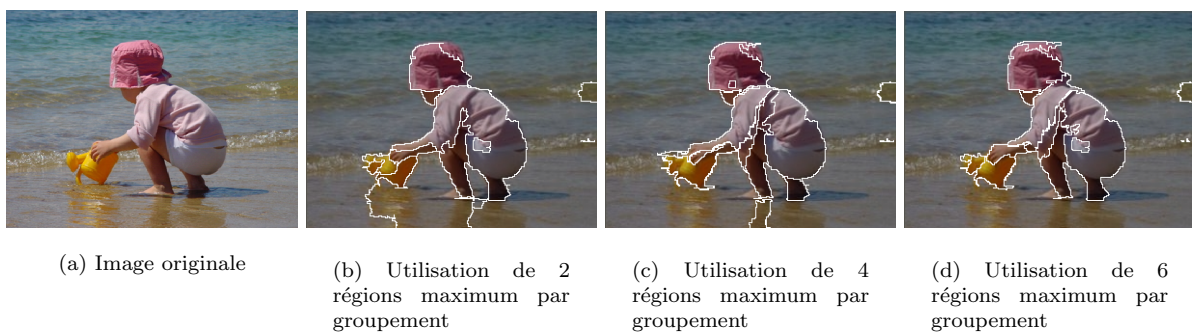 (a) Image originale
(b) Utilisation de 2
régions maximum par
groupement
(c) Utilisation de 4
régions maximum par
groupement
(d) Utilisation de 6
régions maximum par
groupement